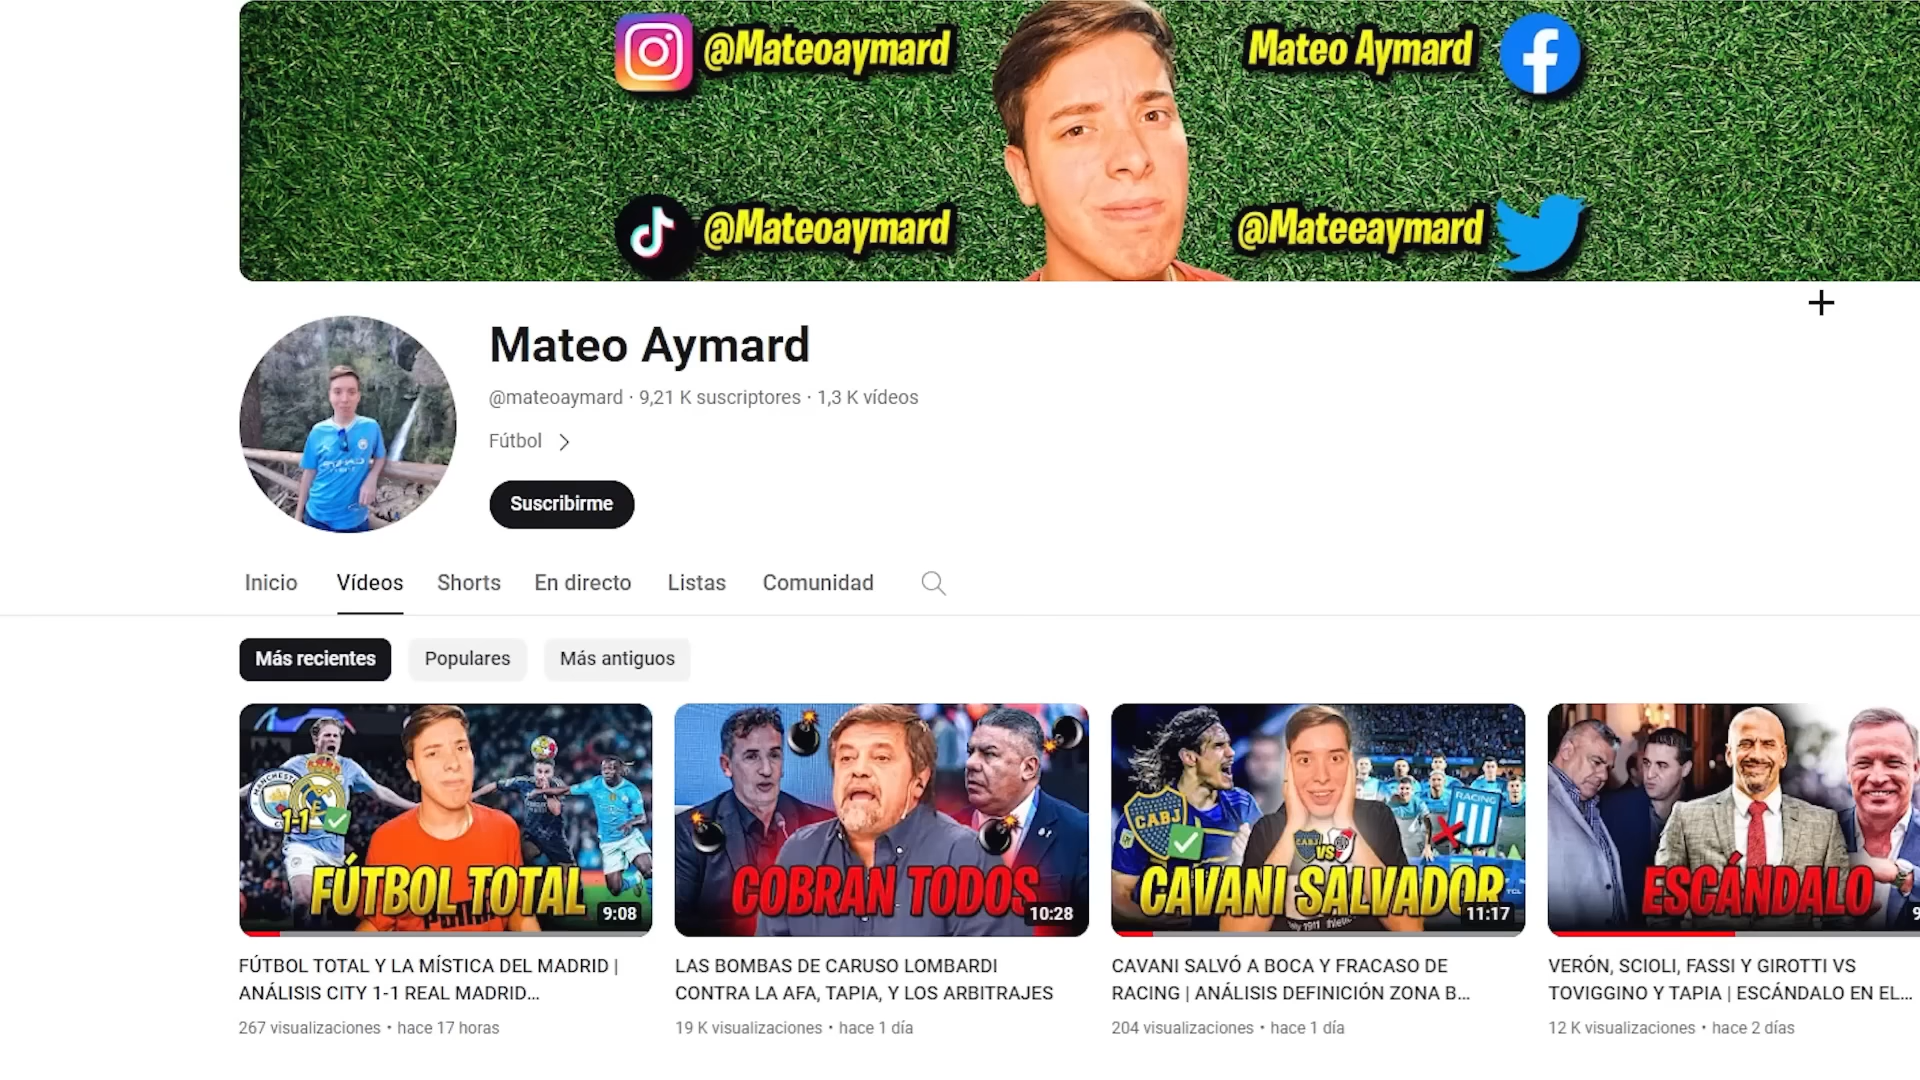 @Mateoaymard
Mateo Aymard
@Mateoaymard
@Mateeaymard
Mateo Aymard
@mateoaymard · 9,21 K suscriptores · 1,3 K vídeos
Fútbol
Suscribirme
Inicio
Vídeos
Shorts
En directo
Listas
Comunidad
Más recientes
Populares
Más antiguos
1-1
FÚTBOL TOTAL
9:08
COBRAN TODOS
10:28
CABJ
CABJ
VS
RACING
CAVANI SALVADOR
11:17
ESCÁNDALO
FÚTBOL TOTAL Y LA MÍSTICA DEL MADRID |
ANÁLISIS CITY 1-1 REAL MADRID...
267 visualizaciones • hace 17 horas
LAS BOMBAS DE CARUSO LOMBARDI
CONTRA LA AFA, TAPIA, Y LOS ARBITRAJES
19 K visualizaciones • hace 1 día
CAVANI SALVÓ A BOCA Y FRACASO DE
RACING | ANÁLISIS DEFINICIÓN ZONA B...
204 visualizaciones • hace 1 día
VERÓN, SCIOLI, FASSI Y GIROTTI VS
TOVIGGINO Y TAPIA | ESCÁNDALO EN EL...
12 K visualizaciones • hace 2 días